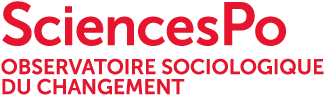 SciencesPo
OBSERVATOIRE SOCIOLOGIQUE
DU CHANGEMENT